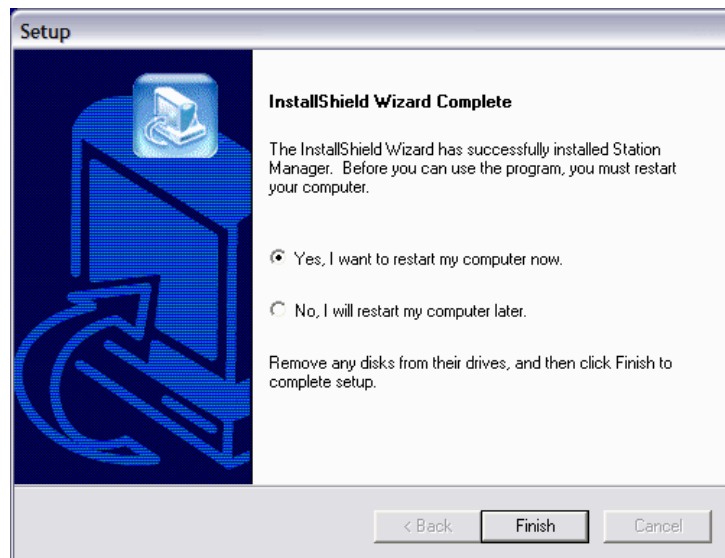 Setup
InstallShield Wizard Complete
The InstallShield Wizard has successfully installed Station
Manager. Before you can use the program, you must restart
your computer.
Yes, I want to restart my computer now.
No, I will restart my computer later.
Remove any disks from their drives, and then click Finish to
complete setup.
< Back Finish Cancel